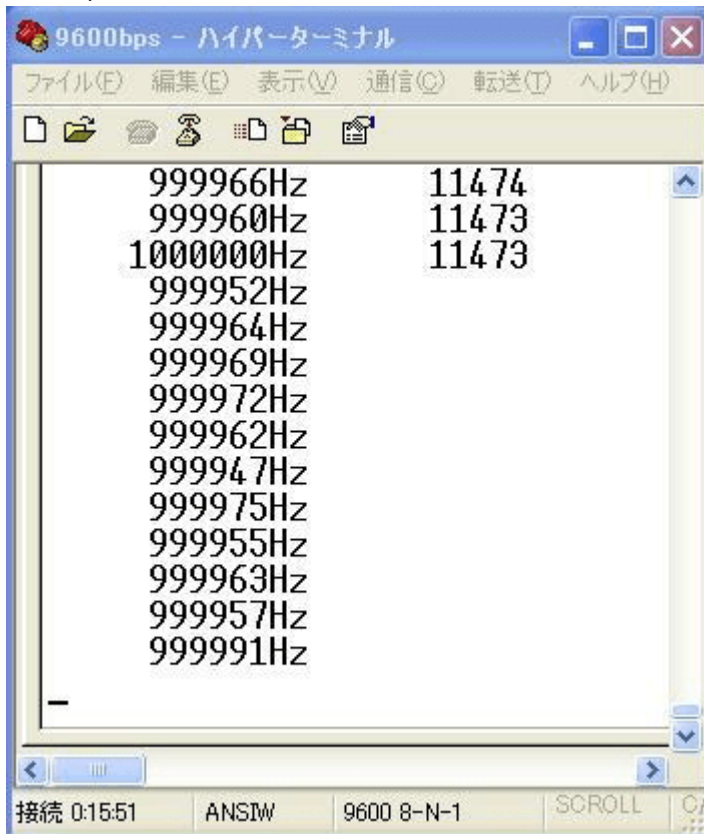 9600bps - ハイパーターミナル
ファイル(F) 編集(E) 表示(V) 通信(C) 転送(T) ヘルプ(H)
999966Hz 11474
999960Hz 11473
1000000Hz 11473
999952Hz
999964Hz
999969Hz
999972Hz
999962Hz
999947Hz
999975Hz
999955Hz
999963Hz
999957Hz
999991Hz
接続 0:15:51 ANSIW 9600 8-N-1 SCROLL